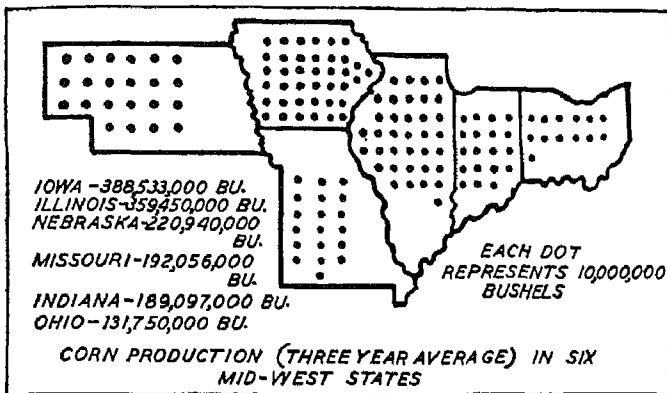 IOWA-388,533,000 BU.
ILLINOIS-359,450,000 BU.
NEBRASKA-220,940,000
BU.
MISSOURI-192,056,000
BU.
INDIANA-189,097,000 BU.
OHIO-131,750,000 BU.
EACH DOT
REPRESENTS 10,000,000
BUSHELS
CORN PRODUCTION (THREE YEAR AVERAGE) IN SIX
MID-WEST STATES